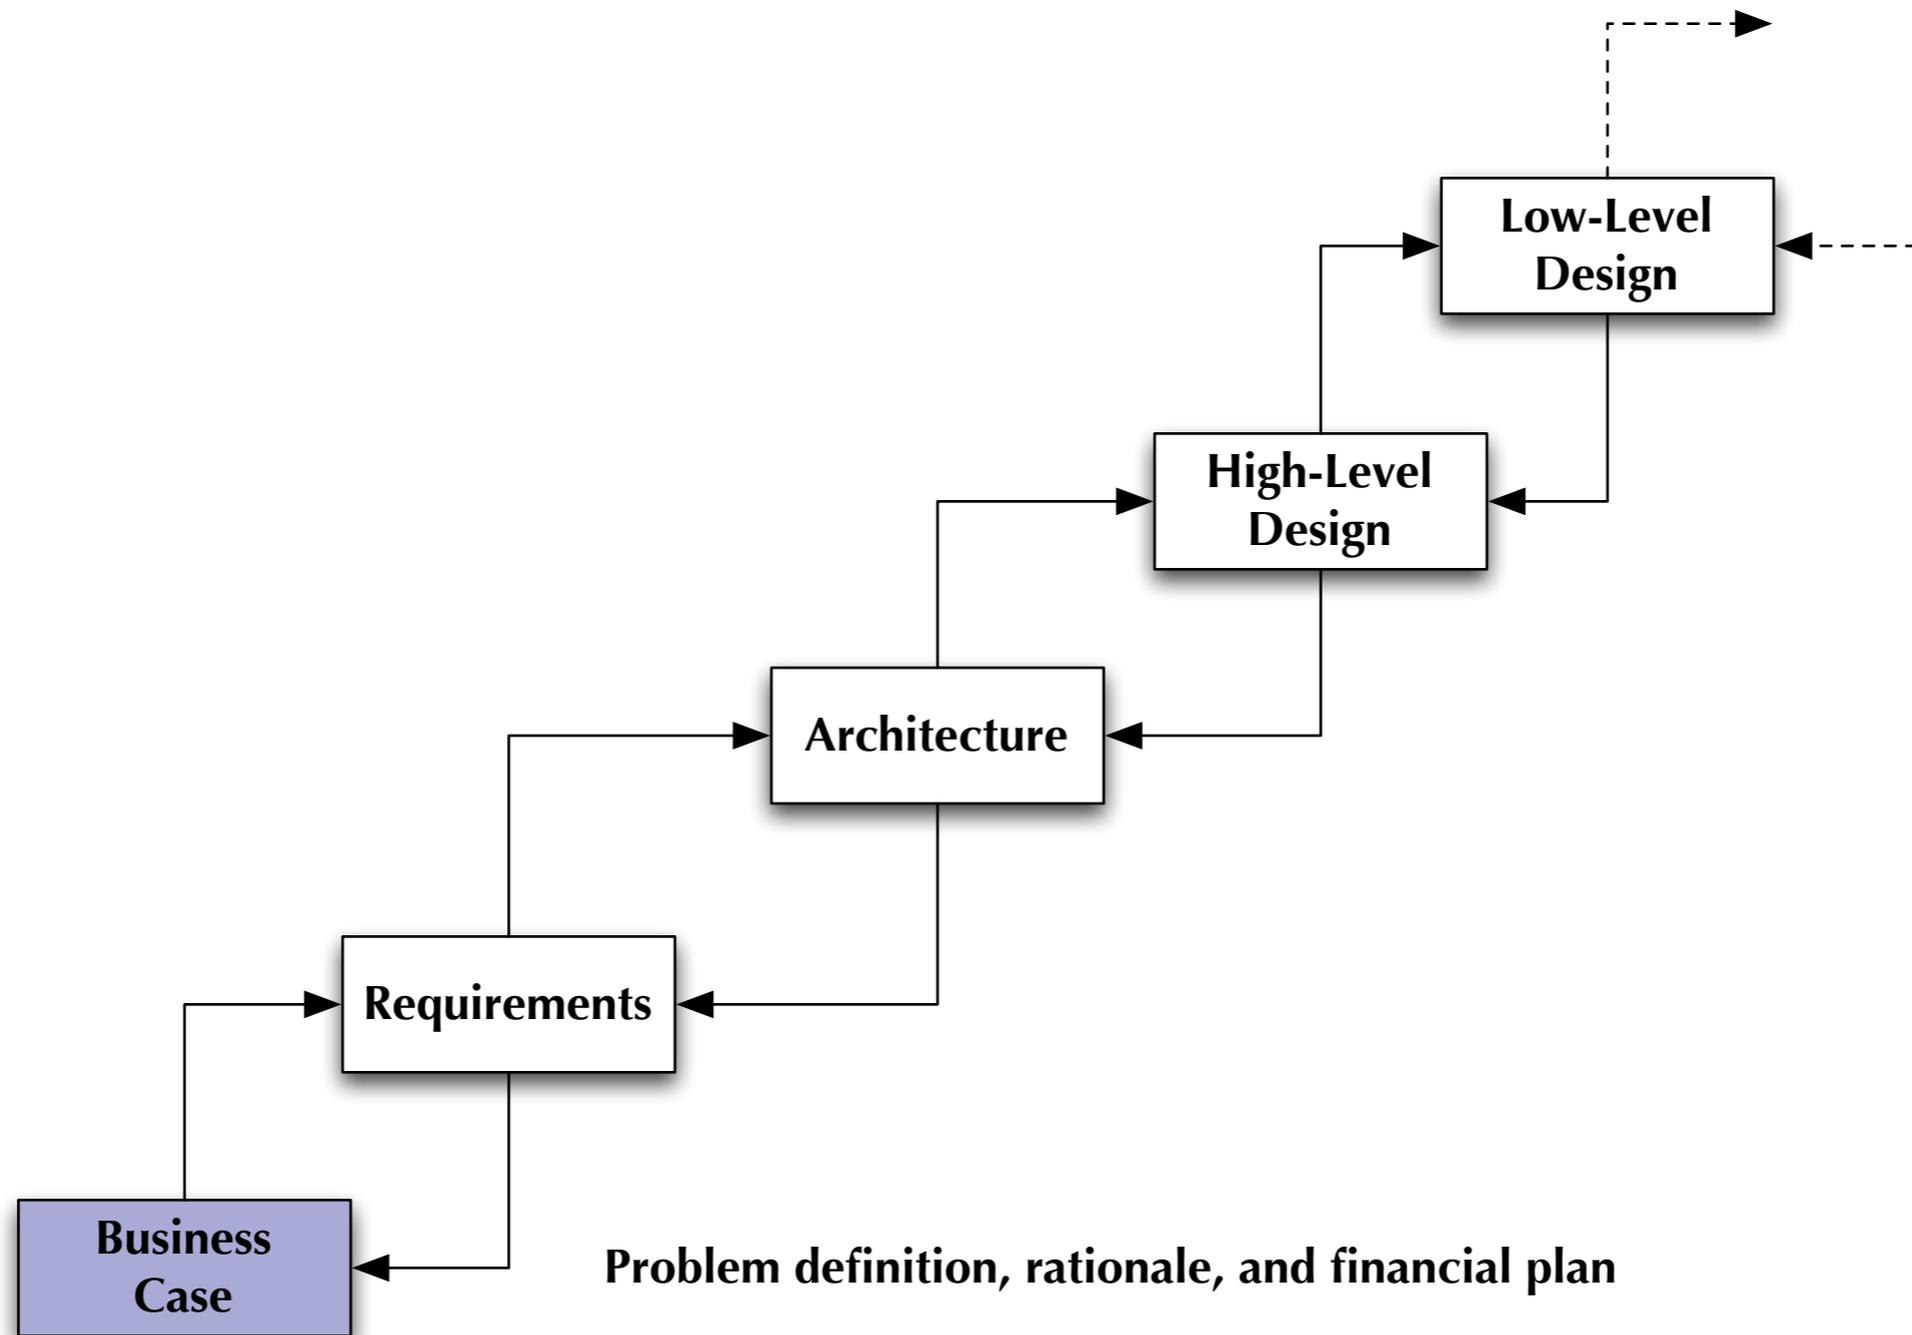 Low-Level
Design
High-Level
Design
Architecture
Requirements
Business
Case
Problem definition, rationale, and financial plan